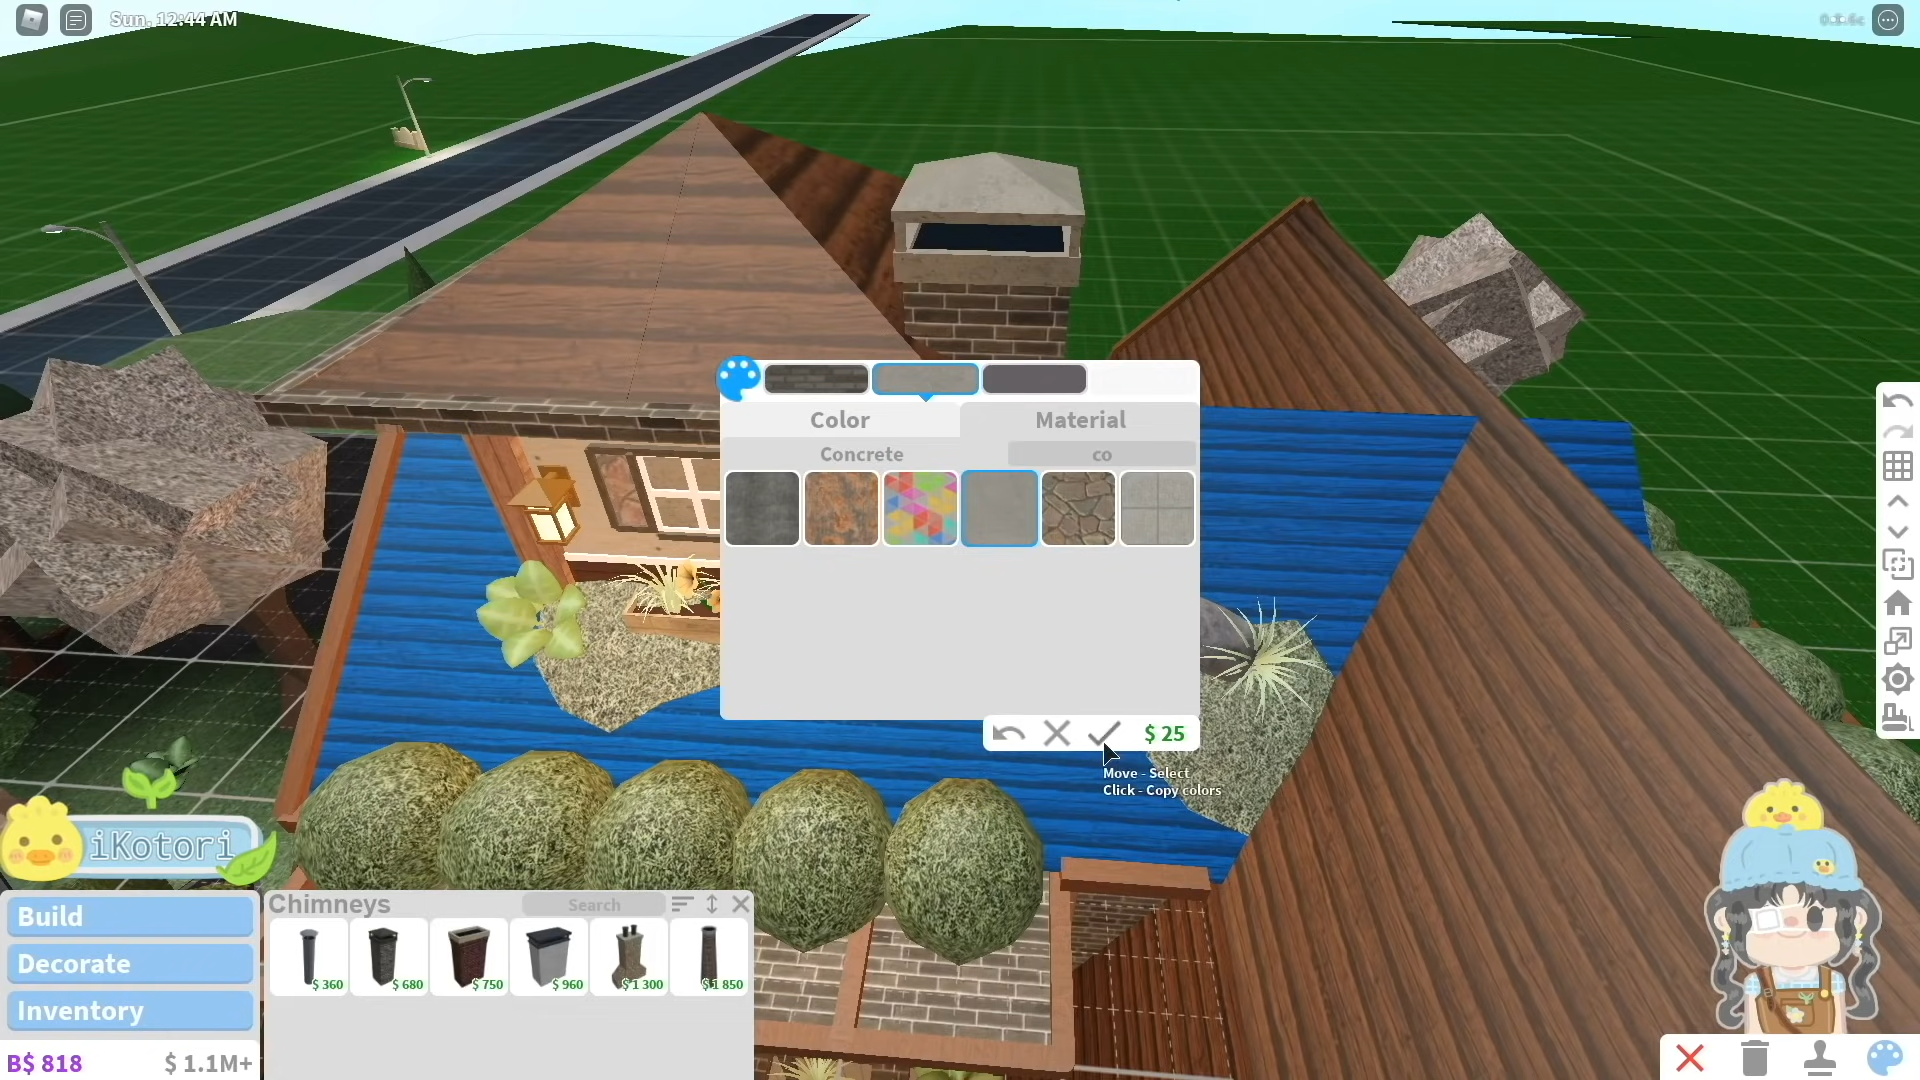 Sun. 12:44 AM
Color
Material
Concrete
co
$ 25
Move - Select
Click - Copy colors
iKotori
Build
Decorate
Inventory
B$ 818
$ 1.1M+
Chimneys
Search
$ 360
$ 680
$ 750
$ 960
$ 1 300
$ 1 850